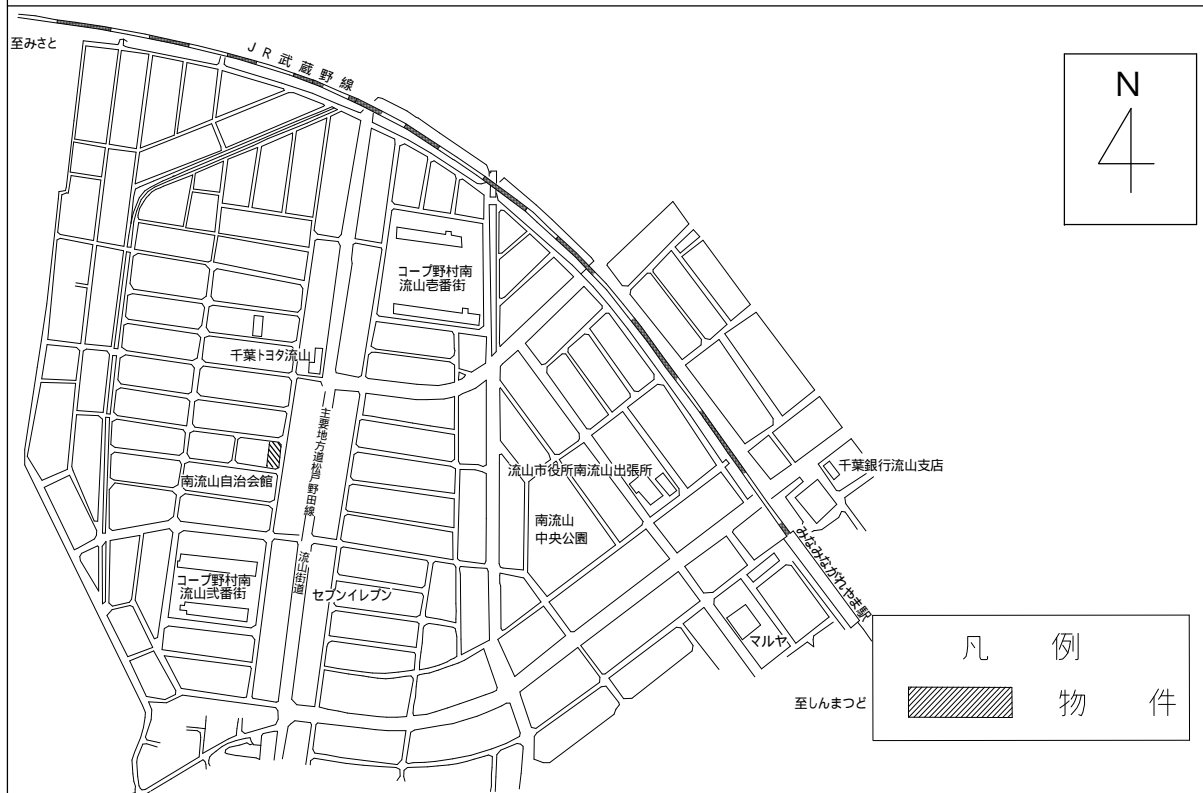 至みさと
JR武蔵野線
N
コープ野村南
流山壱番街
千葉トヨタ流山
主要地方道松戸野田線
南流山自治会館
流山市役所南流山出張所
千葉銀行流山支店
南流山
中央公園
みなみながれやま駅
流山街道
コープ野村南
流山弐番街
セブンイレブン
マルヤ
至しんまつど
凡 例
物 件